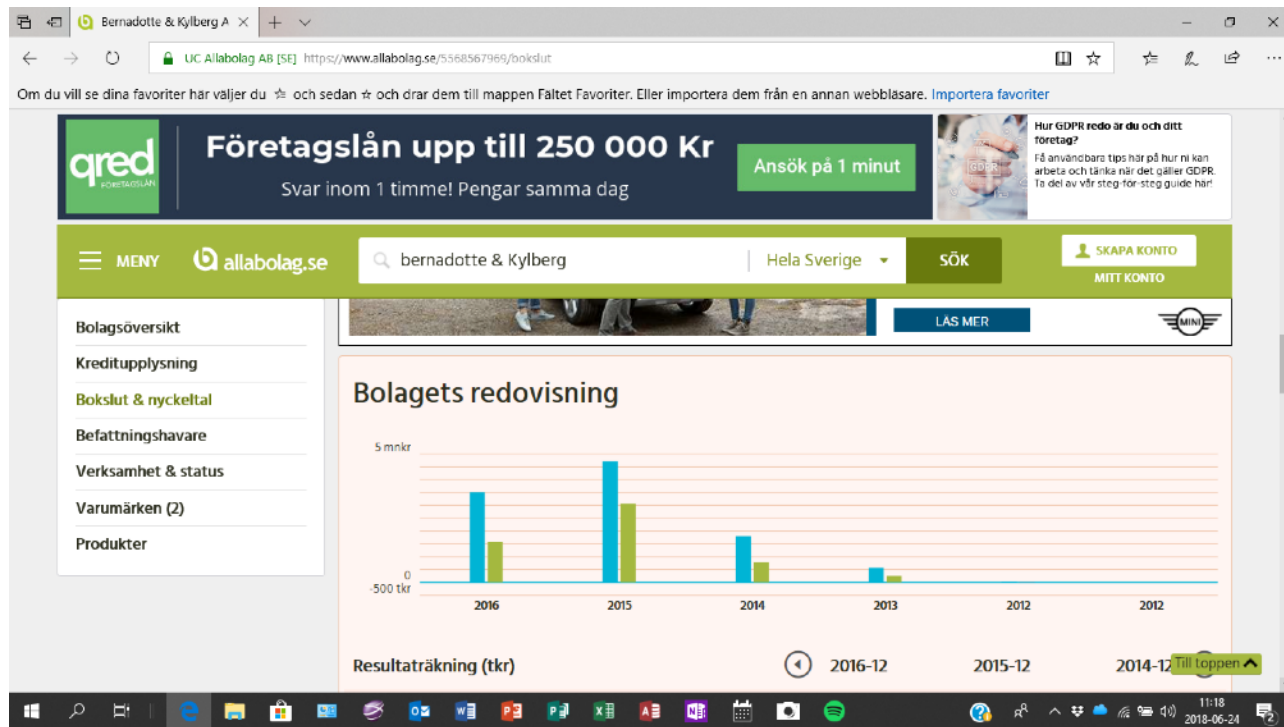 Bernadotte & Kylberg A
UC Allabolag AB [SE] https://www.allabolag.se/5568567969/bokslut
Om du vill se dina favoriter här väljer du och sedan och drar dem till mappen Fältet Favoriter. Eller importera dem från en annan webbläsare. Importera favoriter
qred
FÖRETAGSLÅN
Företagslån upp till 250 000 Kr
Svar inom 1 timme! Pengar samma dag
Ansök på 1 minut
GDPR
Hur GDPR redo är du och ditt
företag?
Få användbara tips här på hur ni kan
arbeta och tänka när det gäller GDPR.
Ta del av vår steg-för-steg guide här!
MENY
allabolag.se
bernadotte & Kylberg
Hela Sverige
SÖK
SKAPA KONTO
MITT KONTO
LÄS MER
MINI
Bolagsöversikt
Kreditupplysning
Bokslut & nyckeltal
Befattningshavare
Verksamhet & status
Varumärken (2)
Produkter
Bolagets redovisning
5 mnkr
0
-500 tkr
2016 2015 2014 2013 2012 2012
Resultaträkning (tkr) 2016-12 2015-12 2014-12
Till toppen
11:18
2018-06-24